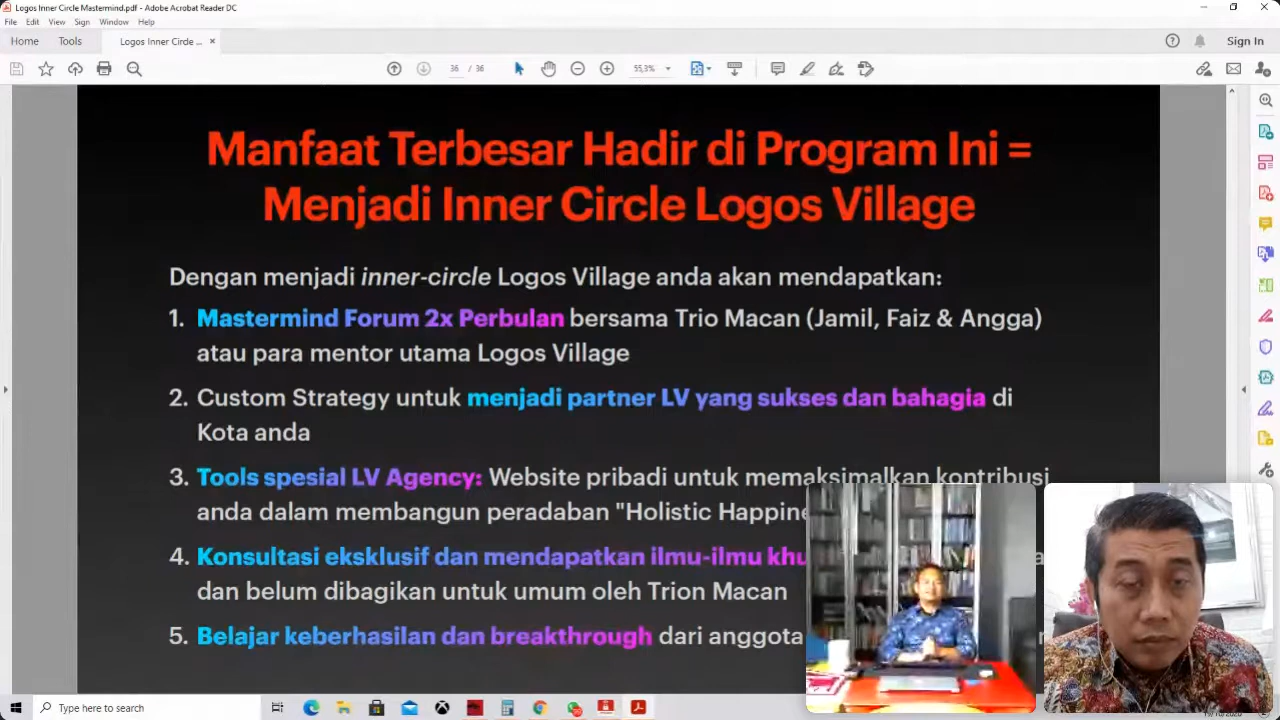 Logos Inner Circle Mastermind.pdf - Adobe Acrobat Reader DC
File Edit View Sign Window Help
Home Tools Logos Inner Circle ... × Sign In
36 / 36 55,3%
Manfaat Terbesar Hadir di Program Ini =
Menjadi Inner Circle Logos Village
Dengan menjadi inner-circle Logos Village anda akan mendapatkan:
1. Mastermind Forum 2x Perbulan bersama Trio Macan (Jamil, Faiz & Angga)
atau para mentor utama Logos Village
2. Custom Strategy untuk menjadi partner LV yang sukses dan bahagia di
Kota anda
3. Tools spesial LV Agency: Website pribadi untuk memaksimalkan kontribusi
anda dalam membangun peradaban "Holistic Happine
4. Konsultasi eksklusif dan mendapatkan ilmu-ilmu khu
dan belum dibagikan untuk umum oleh Trion Macan
5. Belajar keberhasilan dan breakthrough dari anggota
Type here to search